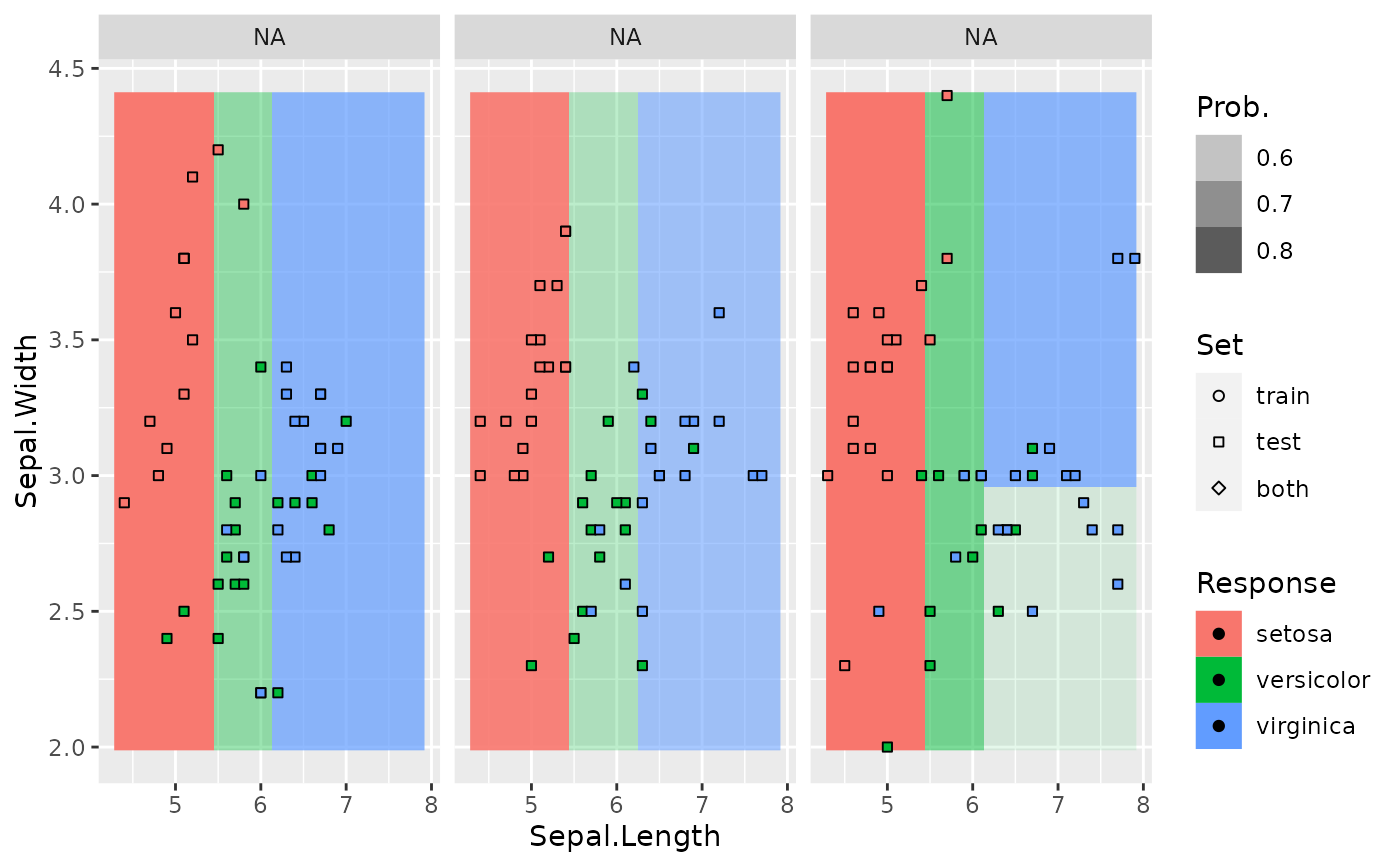 NA NA NA
4.5
4.0
3.5
3.0
2.5
2.0
Sepal.Width
5 6 7 8 5 6 7 8 5 6 7 8
Sepal.Length
Prob.
0.6
0.7
0.8
Set
train
test
both
Response
setosa
versicolor
virginica